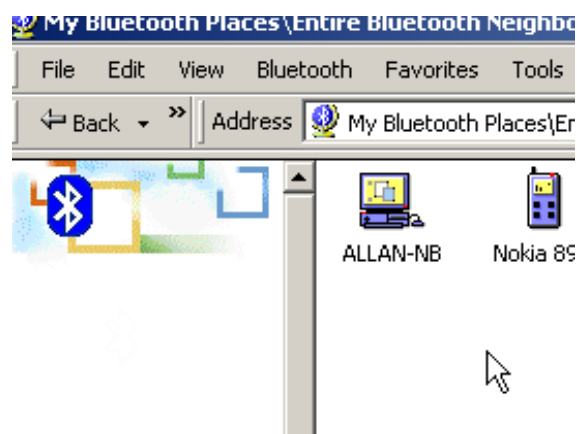 My Bluetooth Places\Entire Bluetooth Neighbo
File Edit View Bluetooth Favorites Tools
Back » Address My Bluetooth Places\En
ALLAN-NB Nokia 89